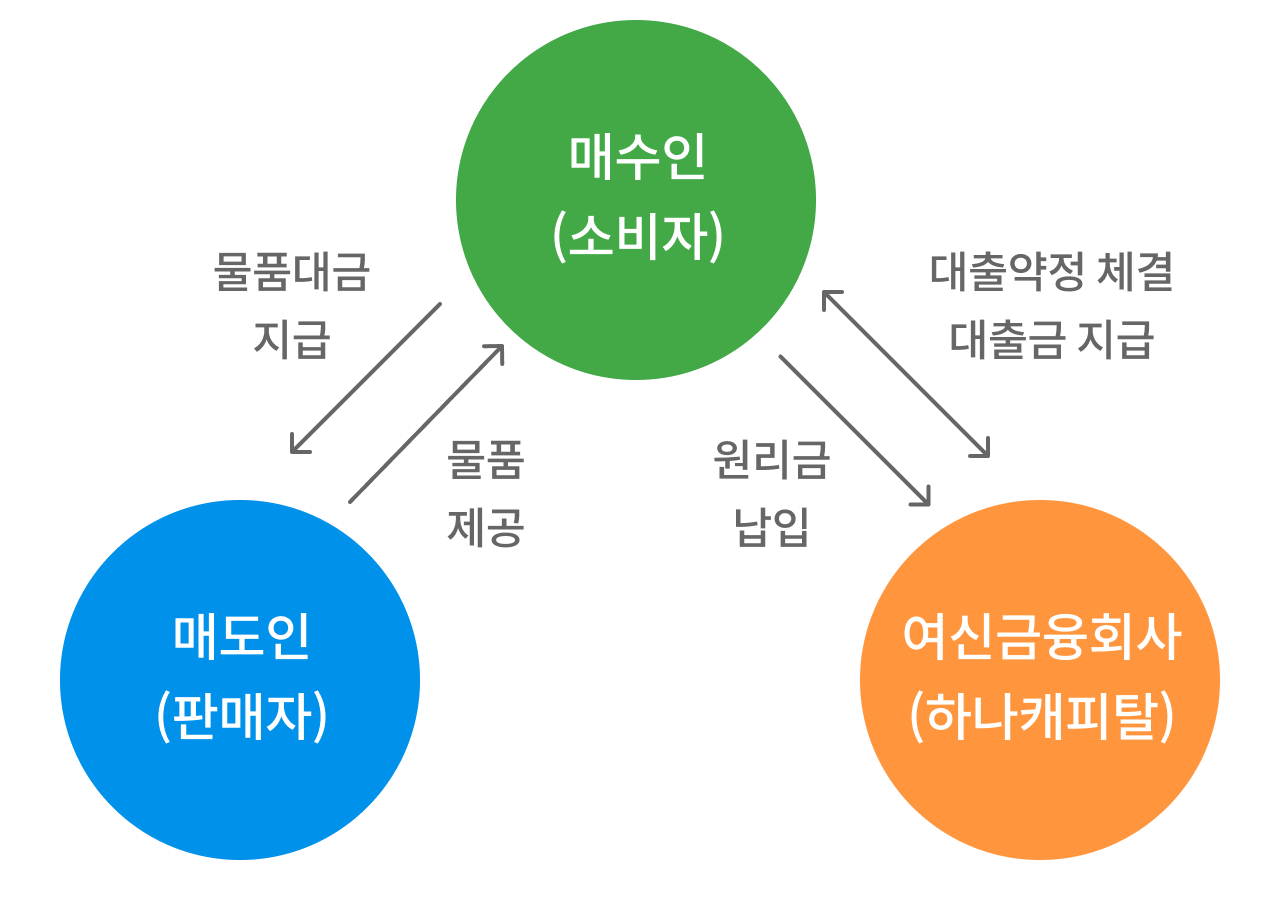 매수인
(소비자)
물품대금
지급
대출약정 체결
대출금 지급
물품
제공
원리금
납입
매도인
(판매자)
여신금융회사
(하나캐피탈)